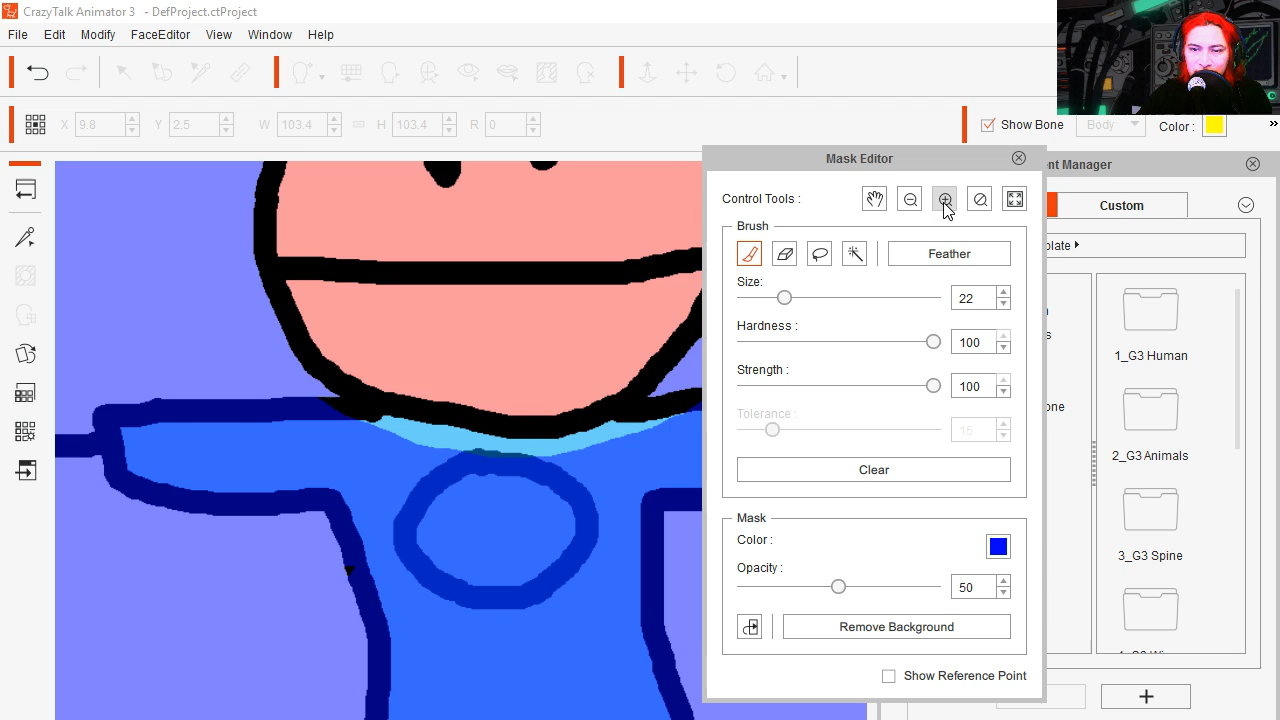 CrazyTalk Animator 3 - DefProject.ctProject
File Edit Modify FaceEditor View Window Help
X 9.8 Y 2.5 W 103.4 H 103.4 R 0 Show Bone Body Color : »
Mask Editor
nt Manager
Control Tools :
Custom
Brush
Feather
Size:
22
Hardness :
100
Strength :
100
Tolerance :
15
Clear
Mask
Color :
Opacity :
50
Remove Background
Show Reference Point
plate
1_G3 Human
one
2_G3 Animals
3_G3 Spine
+